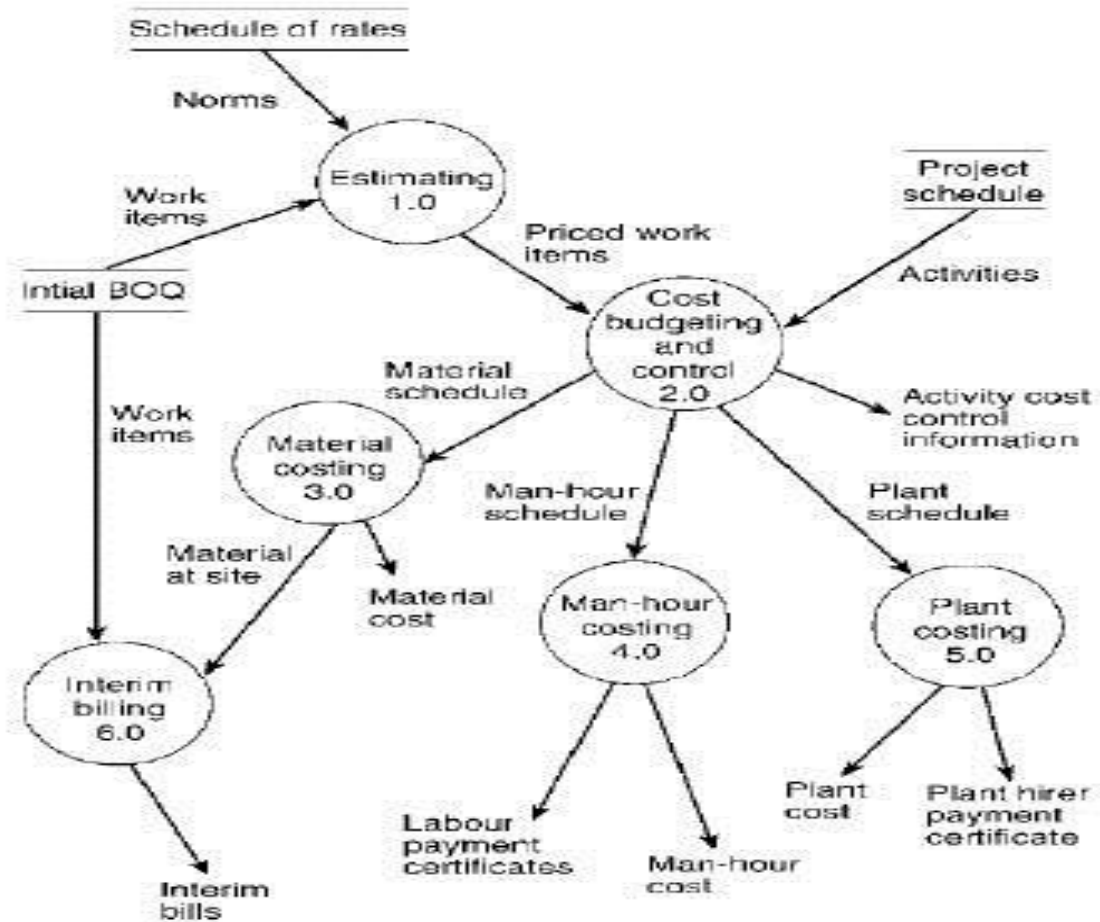 Schedule of rates
Norms
Estimating
1.0
Work
items
Project
schedule
Priced work
items
Activities
Intial BOQ
Cost
budgeting
and
control
2.0
Material
schedule
Activity cost
control
information
Work
items
Material
costing
3.0
Man-hour
schedule
Plant
schedule
Material
at site
Material
cost
Man-hour
costing
4.0
Plant
costing
5.0
Interim
billing
6.0
Labour
payment
certificates
Man-hour
cost
Plant
cost
Plant hirer
payment
certificate
Interim
bills